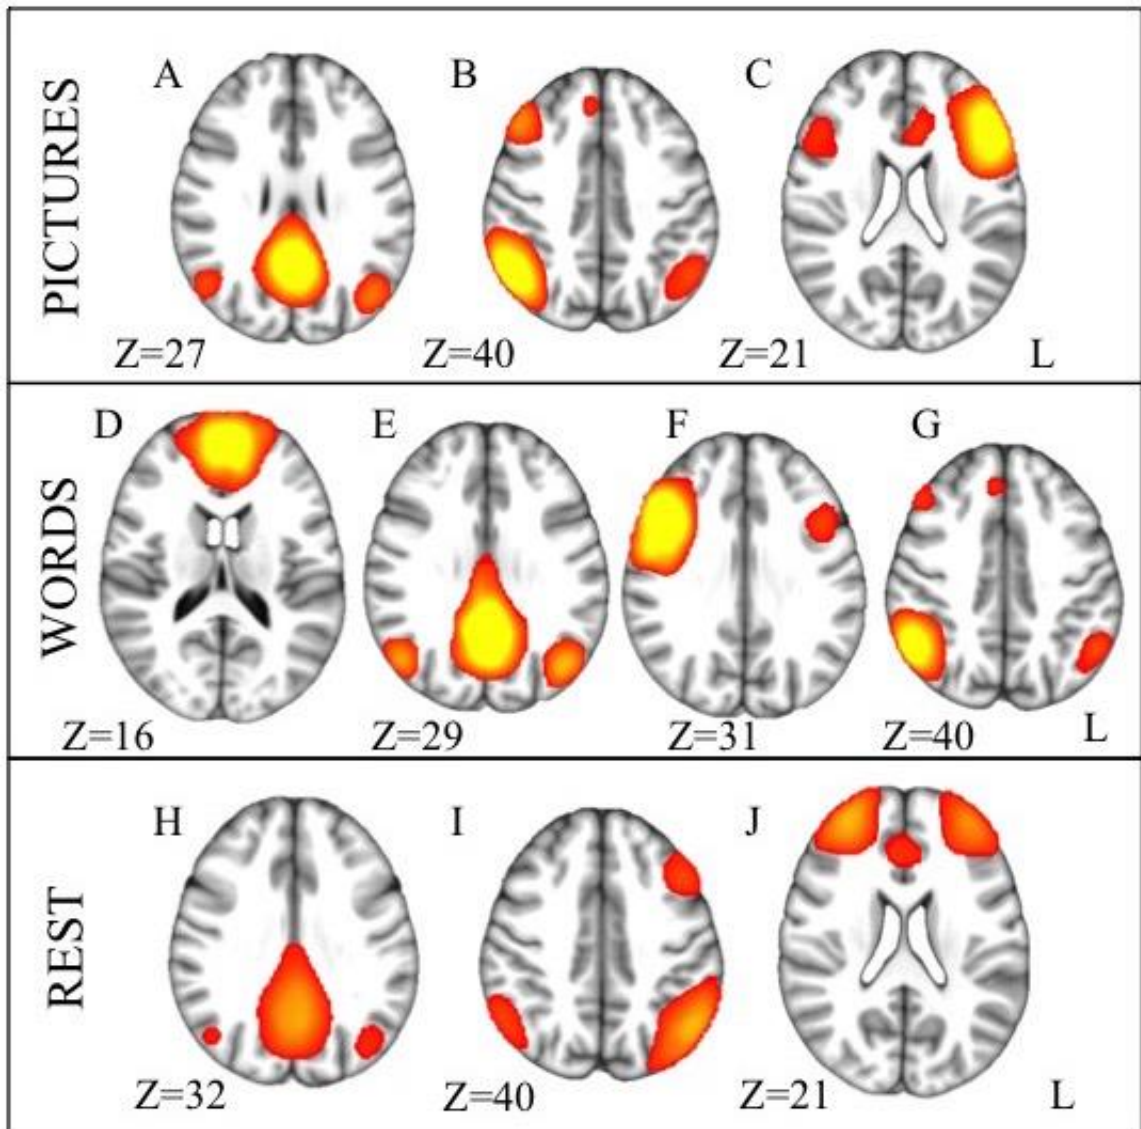 PICTURES
A B C
Z=27 Z=40 Z=21 L
WORDS
D E F G
Z=16 Z=29 Z=31 Z=40 L
REST
H I J
Z=32 Z=40 Z=21 L